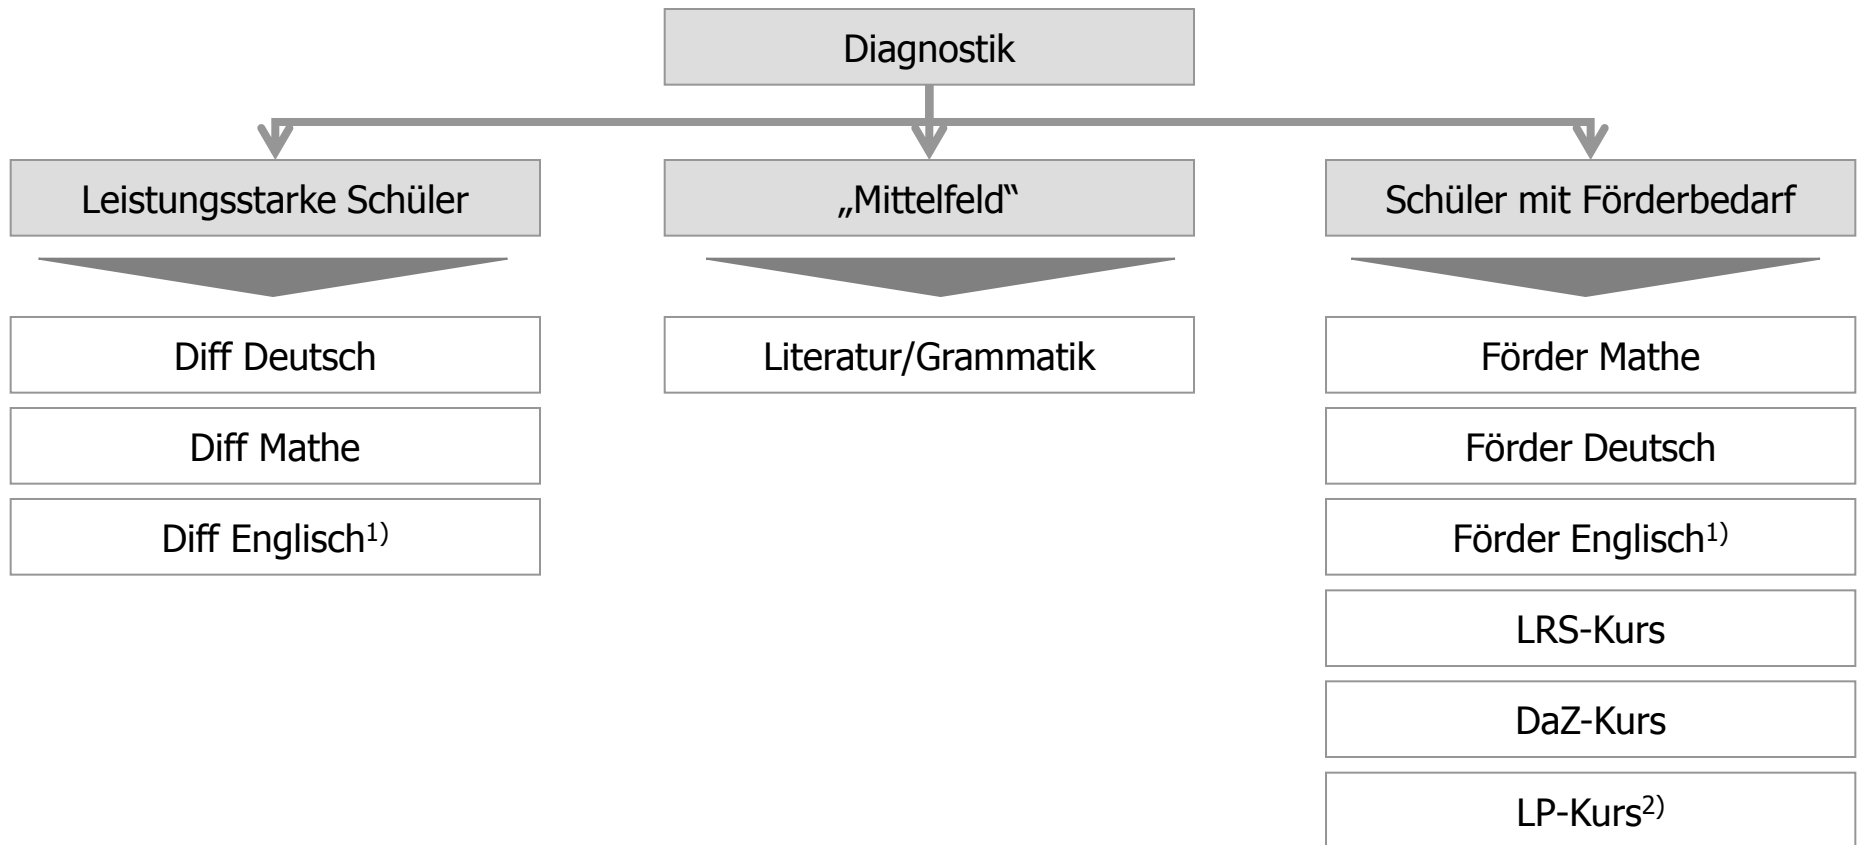 Diagnostik
Leistungsstarke Schüler
„Mittelfeld“
Schüler mit Förderbedarf
Diff Deutsch
Literatur/Grammatik
Förder Mathe
Diff Mathe
Förder Deutsch
Diff Englisch1)
Förder Englisch1)
LRS-Kurs
DaZ-Kurs
LP-Kurs2)